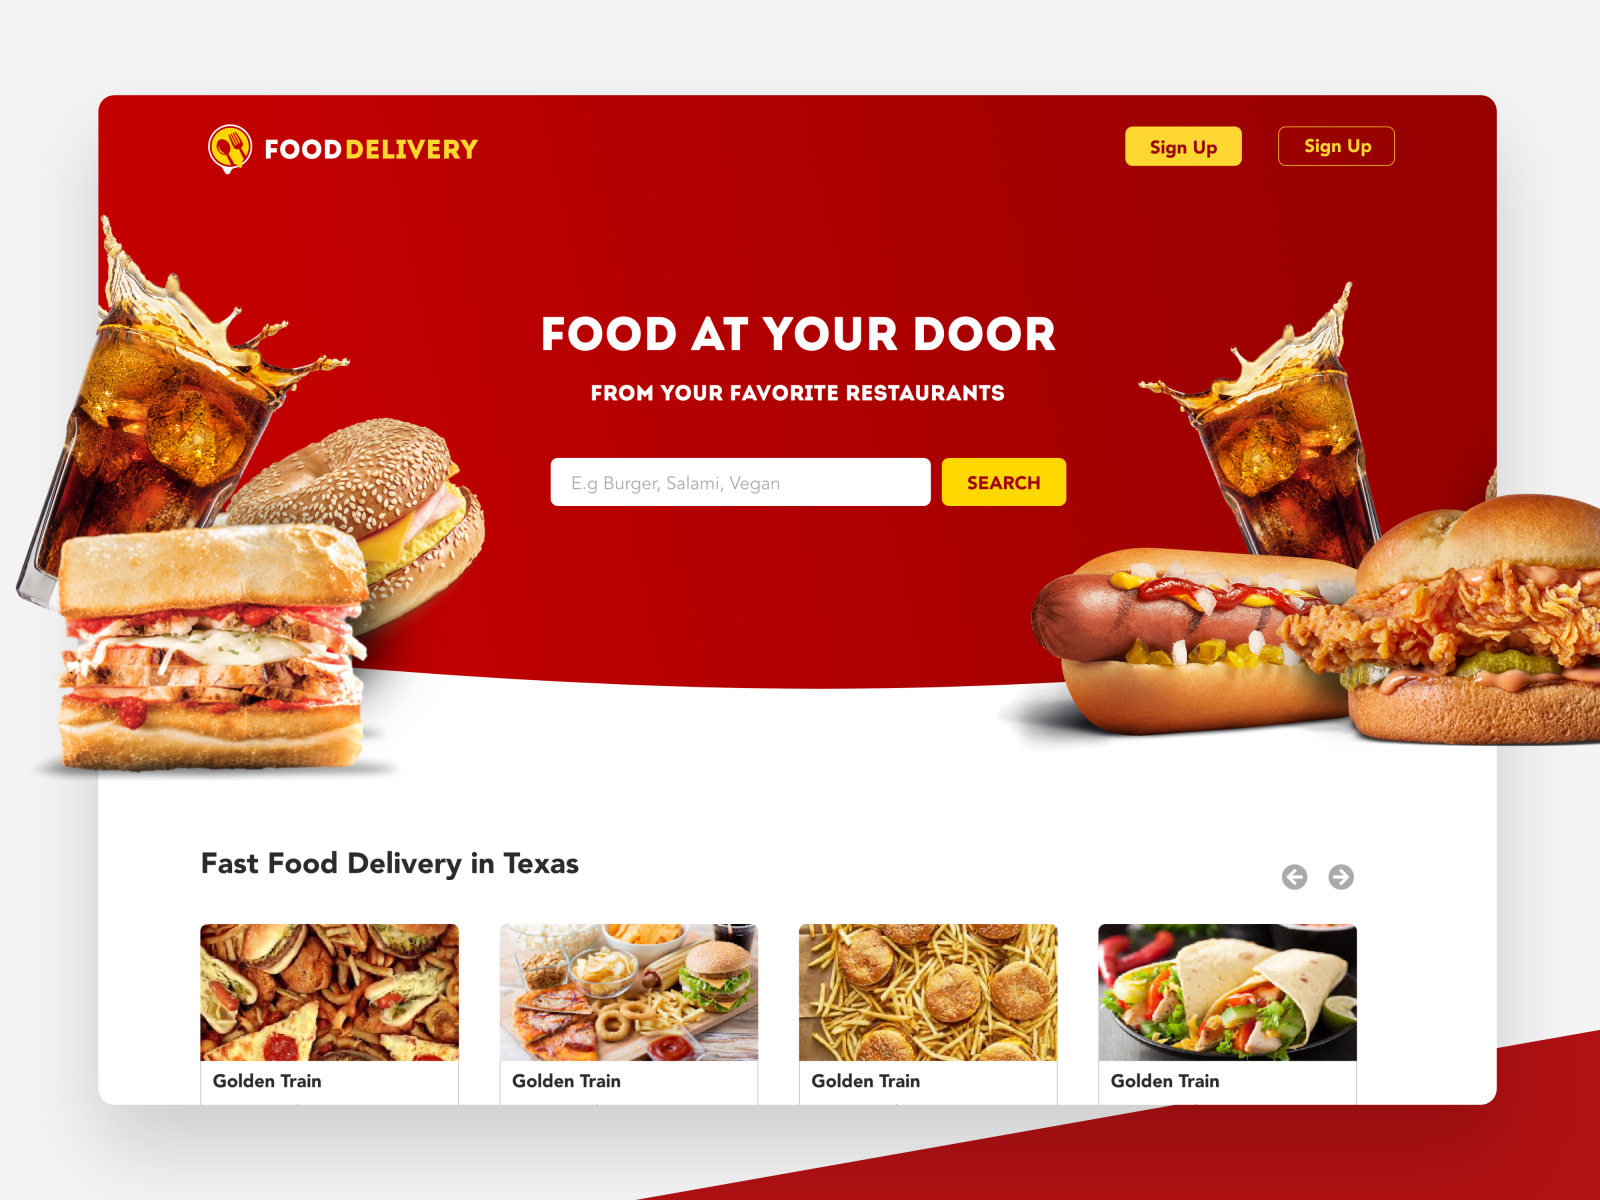 FOODDELIVERY
Sign Up
Sign Up
FOOD AT YOUR DOOR
FROM YOUR FAVORITE RESTAURANTS
E.g Burger, Salami, Vegan
SEARCH
Fast Food Delivery in Texas
Golden Train
Golden Train
Golden Train
Golden Train